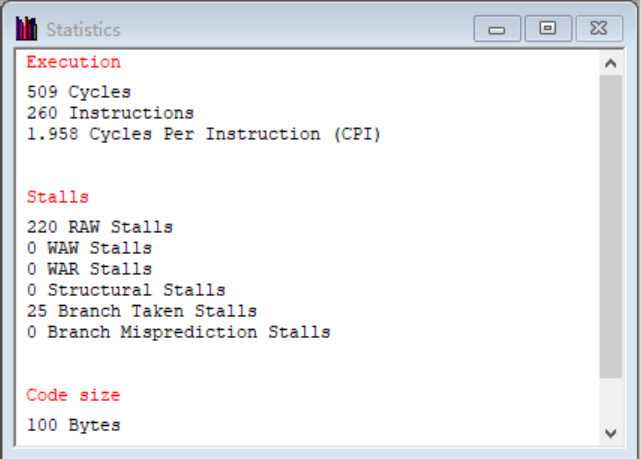 Statistics
Execution
509 Cycles
260 Instructions
1.958 Cycles Per Instruction (CPI)
Stalls
220 RAW Stalls
0 WAW Stalls
0 WAR Stalls
0 Structural Stalls
25 Branch Taken Stalls
0 Branch Misprediction Stalls
Code size
100 Bytes